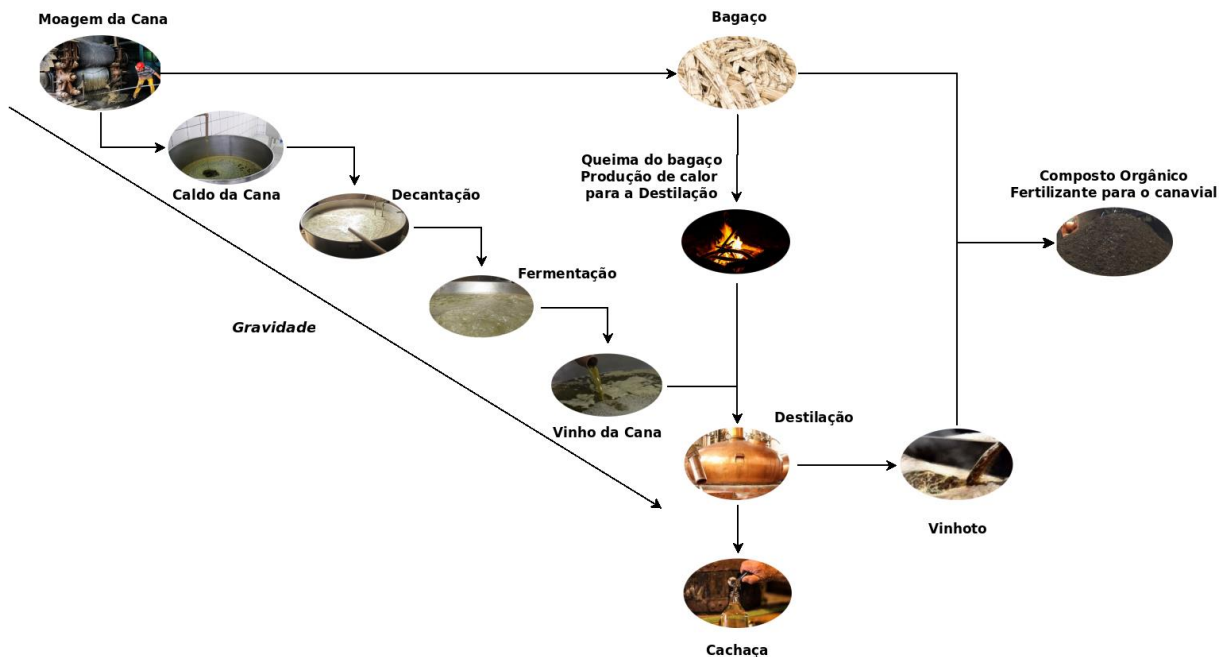 Moagem da Cana
Bagaço
Caldo da Cana
Decantação
Queima do bagaço
Produção de calor
para a Destilação
Composto Orgânico
Fertilizante para o canavial
Fermentação
Gravidade
Vinho da Cana
Destilação
Vinhoto
Cachaça